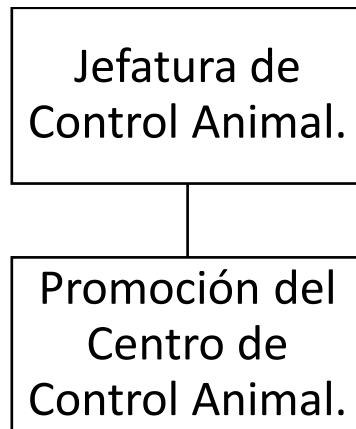 Jefatura de
Control Animal.
Promoción del
Centro de
Control Animal.